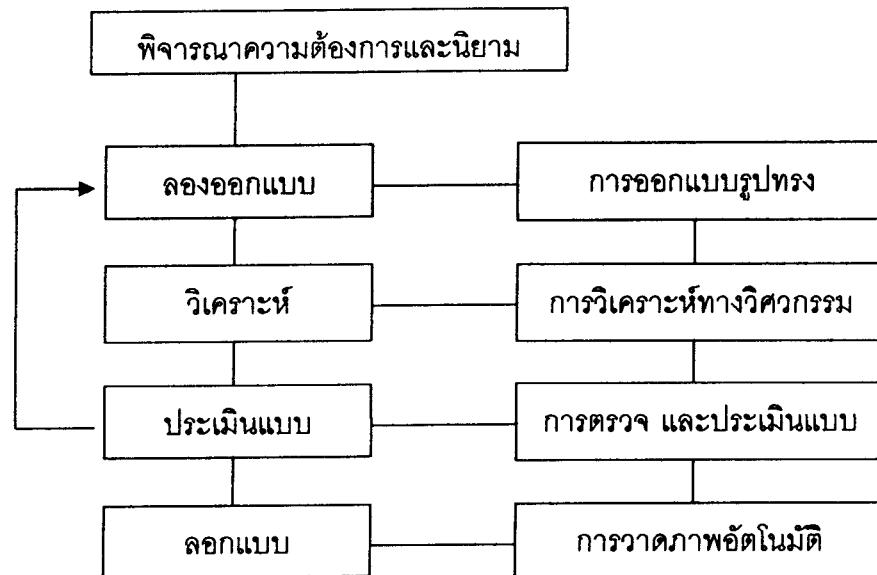 พิจารณาความต้องการและนิยาม
ลองออกแบบ
การออกแบบรูปทรง
วิเคราะห์
การวิเคราะห์ทางวิศวกรรม
ประเมินแบบ
การตรวจ และประเมินแบบ
ลอกแบบ
การวาดภาพอัตโนมัติ